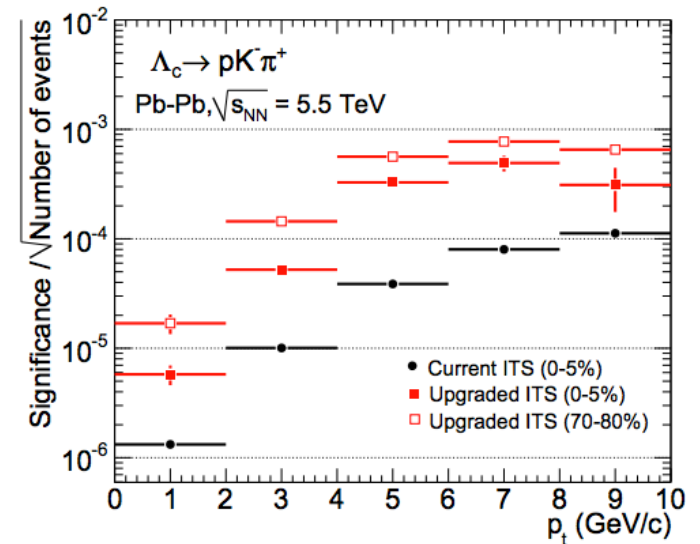 Significance /√Number of events
10⁻²
10⁻³
10⁻⁴
10⁻⁵
10⁻⁶
Λc→ pK⁻π⁺
Pb-Pb,√sNN = 5.5 TeV
Current ITS (0-5%)
Upgraded ITS (0-5%)
Upgraded ITS (70-80%)
0 1 2 3 4 5 6 7 8 9 10
pt (GeV/c)